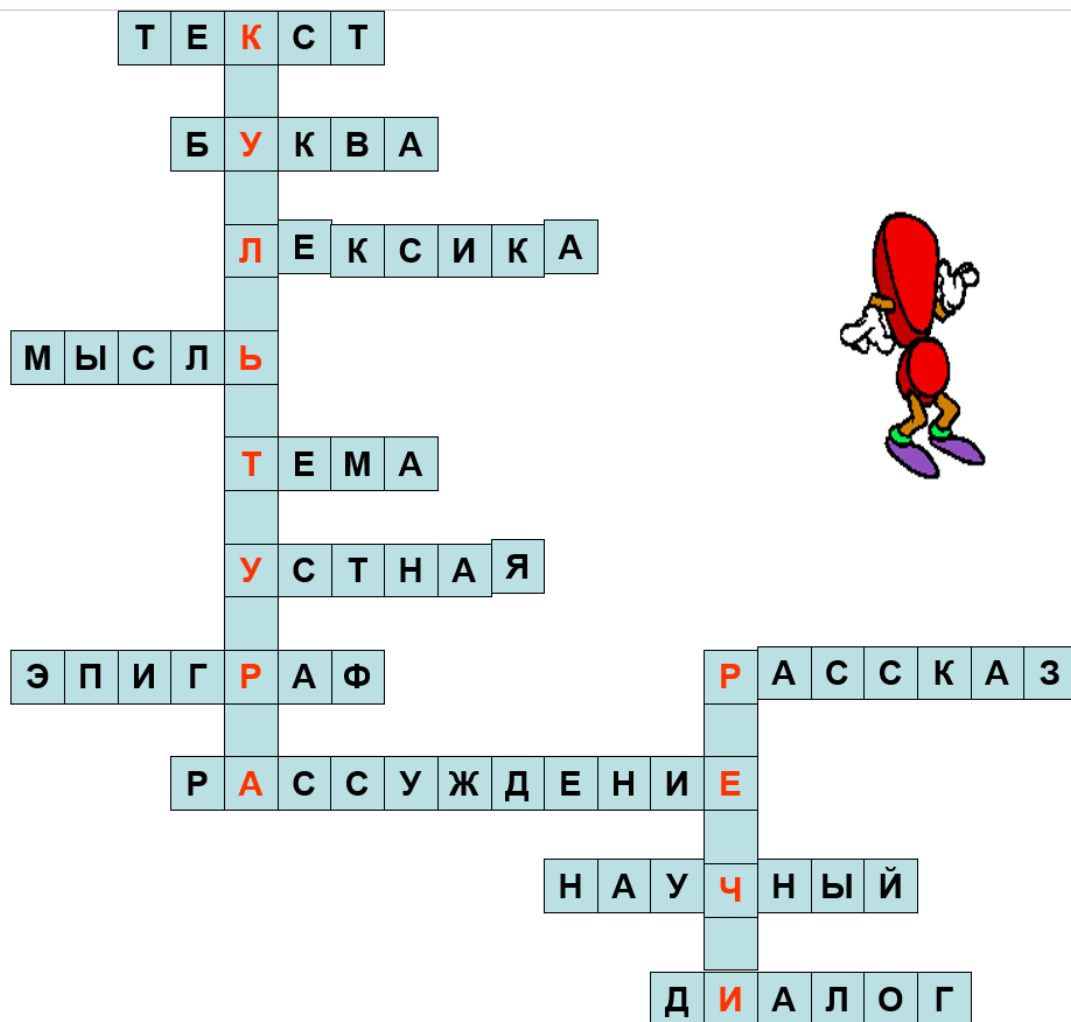 ТЕКСТ
БУКВА
ЛЕКСИКА
МЫСЛЬ
ТЕМА
УСТНАЯ
ЭПИГРАФ
РАССКАЗ
РАССУЖДЕНИЕ
НАУЧНЫЙ
ДИАЛОГ